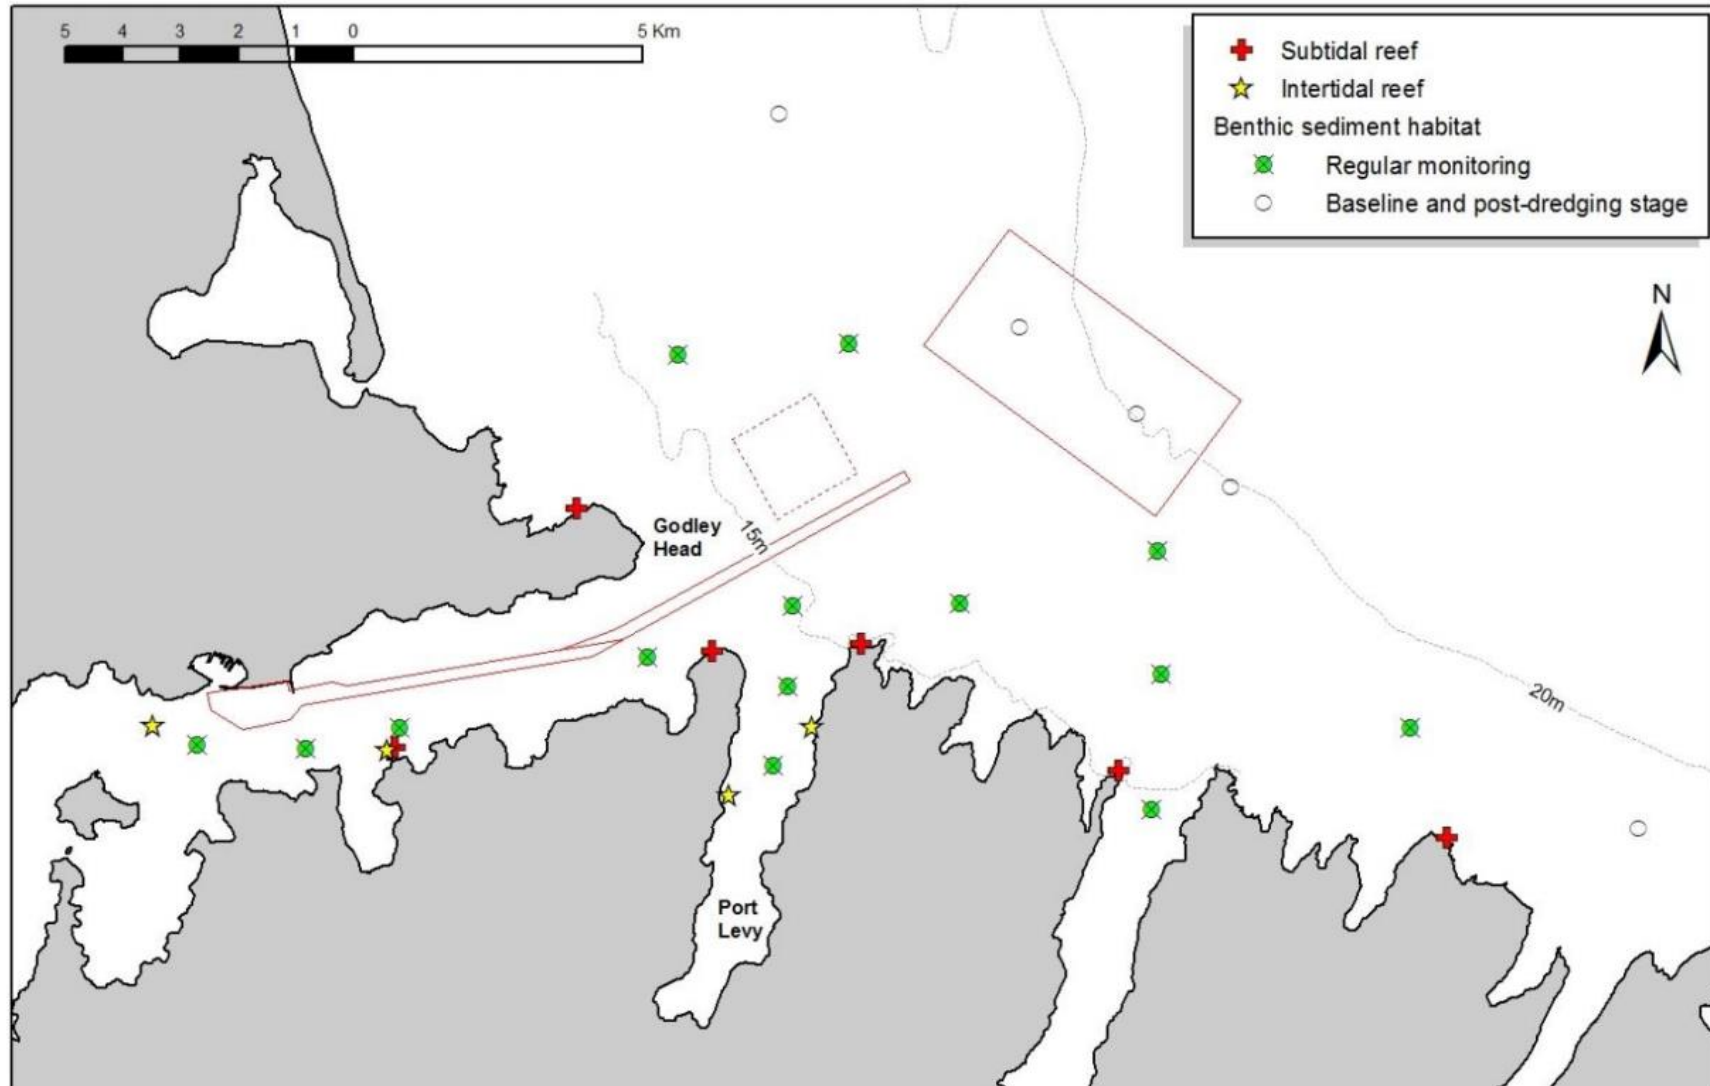 5 4 3 2 1 0 5 Km
Subtidal reef
Intertidal reef
Benthic sediment habitat
Regular monitoring
Baseline and post-dredging stage
N
Godley
Head
15m
20m
Port
Levy